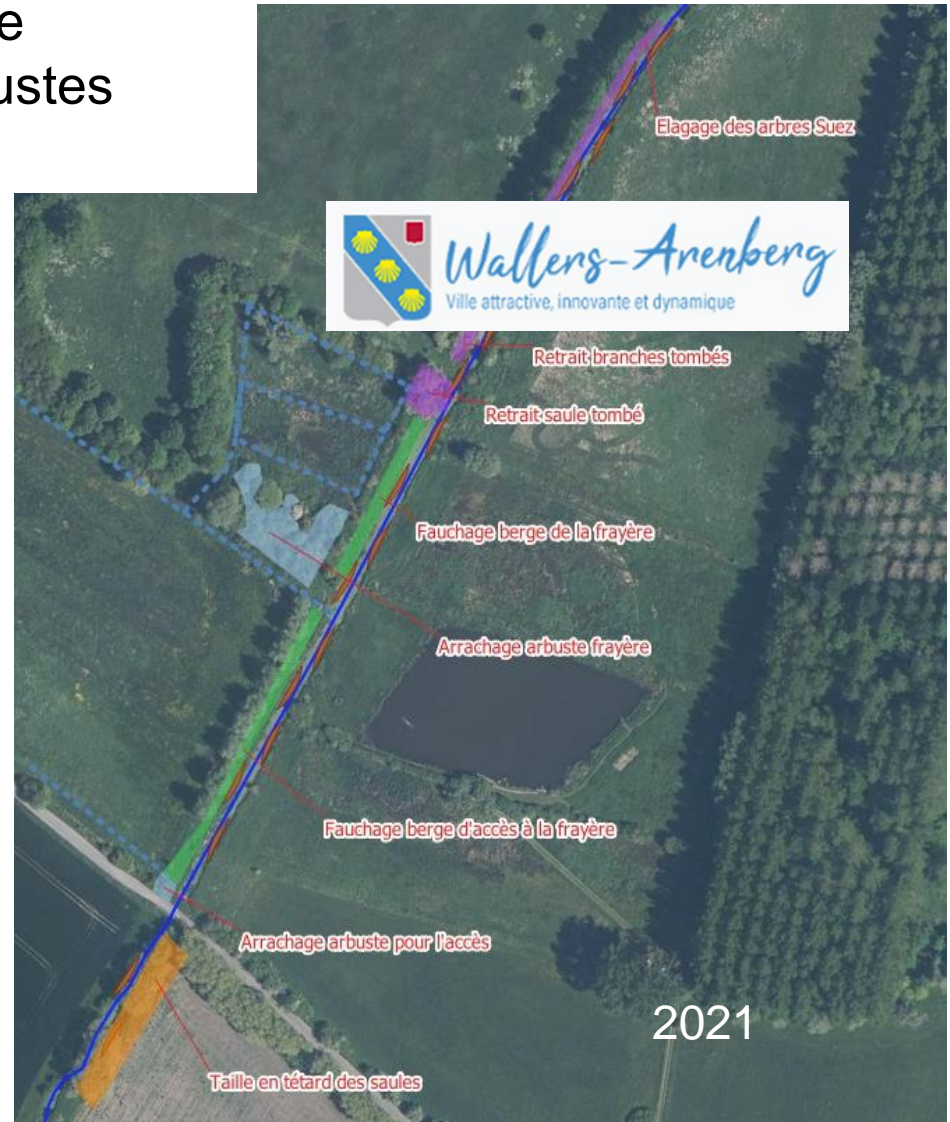 e
ustes
Elagage des arbres Suez
Wallers-Arenberg
Ville attractive, innovante et dynamique
Retrait branches tombés
Retrait saule tombé
Fauchage berge de la frayère
Arrachage arbuste frayère
Fauchage berge d'accès à la frayère
Arrachage arbuste pour l'accès
2021
Taille en tétard des saules